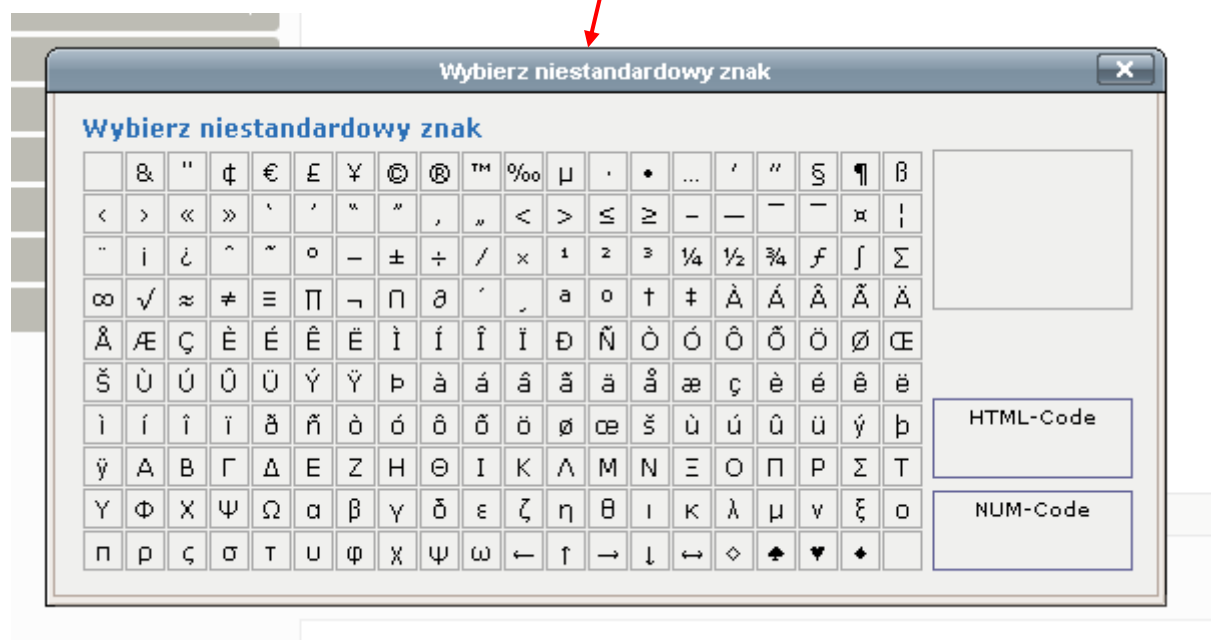 Wybierz niestandardowy znak
Wybierz niestandardowy znak
& " ¢ € £ ¥ © ® ™ ‰ µ · • … ′ ″ § ¶ ß
‹ › « » ‘ ’ “ ” ‚ „ < > ≤ ≥ – — ¯ ‾ ¤ ¦
¨ ¡ ¿ ˆ ˜ ° − ± ÷ ⁄ × ¹ ² ³ ¼ ½ ¾ ƒ ∫ ∑
∞ √ ≈ ≠ ≡ ∏ ¬ ∩ ∂ ´ ¸ ª º † ‡ À Á Â Ã Ä
Å Æ Ç È É Ê Ë Ì Í Î Ï Ð Ñ Ò Ó Ô Õ Ö Ø Œ
Š Ù Ú Û Ü Ý Ÿ Þ à á â ã ä å æ ç è é ê ë
ì í î ï ð ñ ò ó ô õ ö ø œ š ù ú û ü ý þ
ÿ Α Β Γ Δ Ε Ζ Η Θ Ι Κ Λ Μ Ν Ξ Ο Π Ρ Σ Τ
Υ Φ Χ Ψ Ω α β γ δ ε ζ η θ ι κ λ μ ν ξ ο
π ρ ς σ τ υ φ χ ψ ω ← ↑ → ↓ ↔ ◊ ♠ ♥ ♦
HTML-Code
NUM-Code